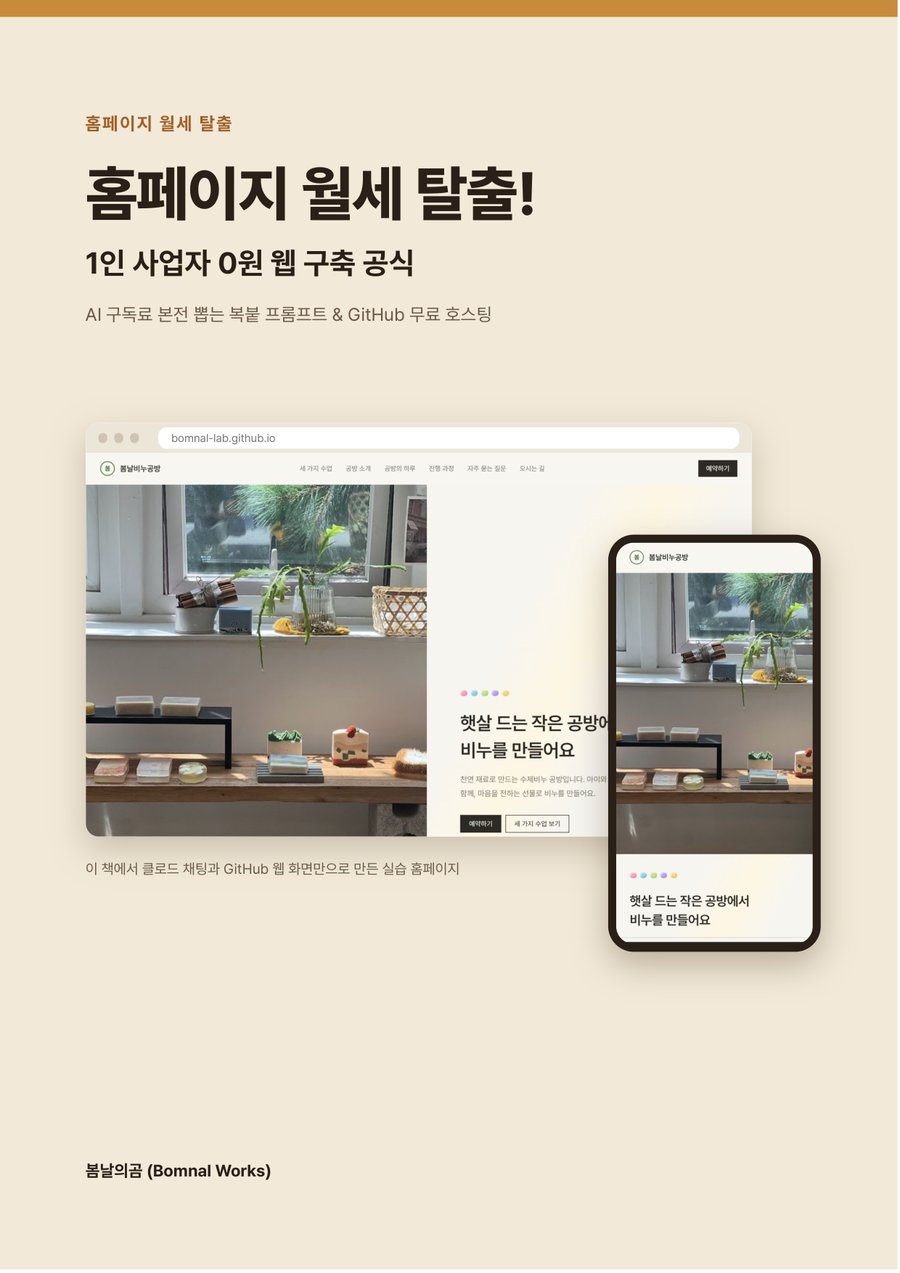 홈페이지 월세 탈출
홈페이지 월세 탈출!
1인 사업자 0원 웹 구축 공식
AI 구독료 본전 뽑는 복붙 프롬프트 & GitHub 무료 호스팅
bomnal-lab.github.io
봄 봄날비누공방 세 가지 수업 공방 소개 공방의 하루 진행 과정 자주 묻는 질문 오시는 길 예약하기
햇살 드는 작은 공방에
비누를 만들어요
천연 재료로 만드는 수제비누 공방입니다. 아이와
함께, 마음을 전하는 선물로 비누를 만들어요.
예약하기 세 가지 수업 보기
봄 봄날비누공방
햇살 드는 작은 공방에서
비누를 만들어요
이 책에서 클로드 채팅과 GitHub 웹 화면만으로 만든 실습 홈페이지
봄날의곰 (Bomnal Works)